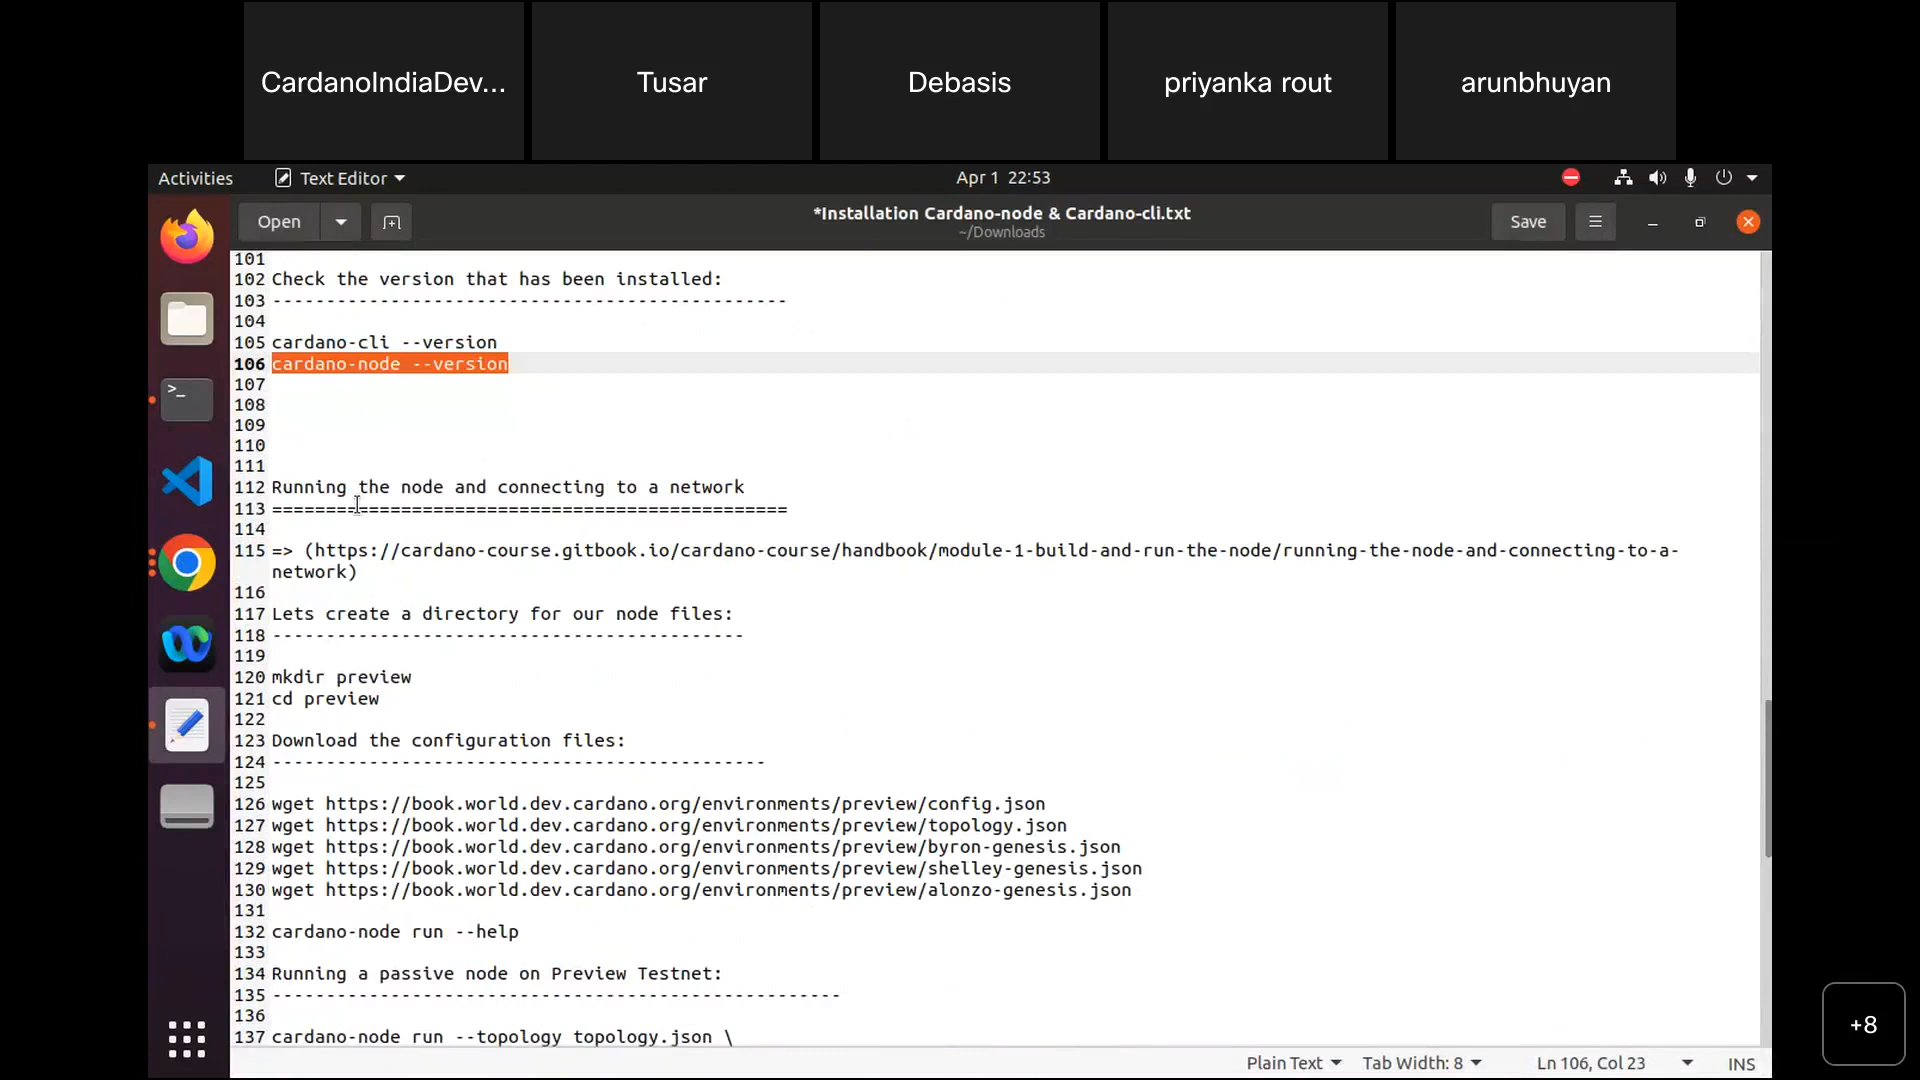 CardanoIndiaDev...
Tusar
Debasis
priyanka rout
arunbhuyan
Activities
Text Editor
Apr 1 22:53
Open
*Installation Cardano-node & Cardano-cli.txt
~/Downloads
Save
101
102 Check the version that has been installed:
103 ------------------------------------------------
104
105 cardano-cli --version
106 cardano-node --version
107
108
109
110
111
112 Running the node and connecting to a network
113 ================================================
114
115 => (https://cardano-course.gitbook.io/cardano-course/handbook/module-1-build-and-run-the-node/running-the-node-and-connecting-to-a-
network)
116
117 Lets create a directory for our node files:
118 --------------------------------------------
119
120 mkdir preview
121 cd preview
122
123 Download the configuration files:
124 ----------------------------------------------
125
126 wget https://book.world.dev.cardano.org/environments/preview/config.json
127 wget https://book.world.dev.cardano.org/environments/preview/topology.json
128 wget https://book.world.dev.cardano.org/environments/preview/byron-genesis.json
129 wget https://book.world.dev.cardano.org/environments/preview/shelley-genesis.json
130 wget https://book.world.dev.cardano.org/environments/preview/alonzo-genesis.json
131
132 cardano-node run --help
133
134 Running a passive node on Preview Testnet:
135 -----------------------------------------------------
136
137 cardano-node run --topology topology.json \
Plain Text
Tab Width: 8
Ln 106, Col 23
INS
+8